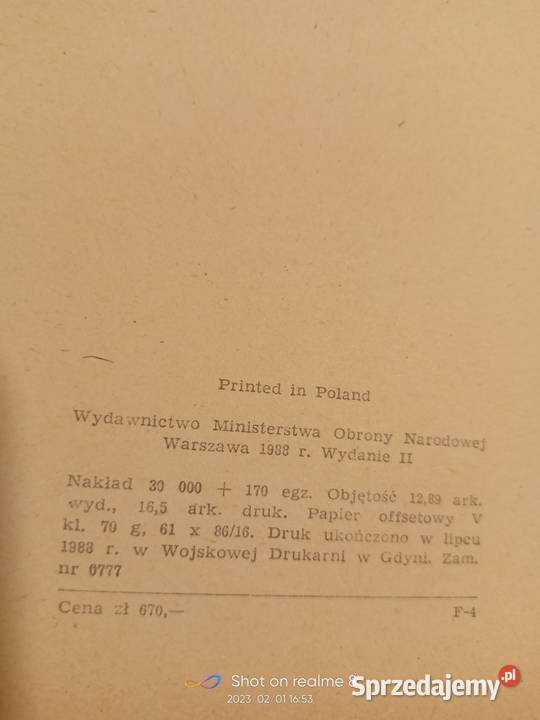 Printed in Poland
Wydawnictwo Ministerstwa Obrony Narodowej
Warszawa 1988 r. Wydanie II
Nakład 30 000 + 170 egz. Objętość 12,89 ark.
wyd., 16,5 ark. druk. Papier offsetowy V
kl. 70 g, 61 x 86/16. Druk ukończono w lipcu
1988 r. w Wojskowej Drukarni w Gdyni. Zam.
nr 0777
Cena zł 670,— F-4
Shot on realme 8
2023/02/01 16:53
Sprzedajemy.pl